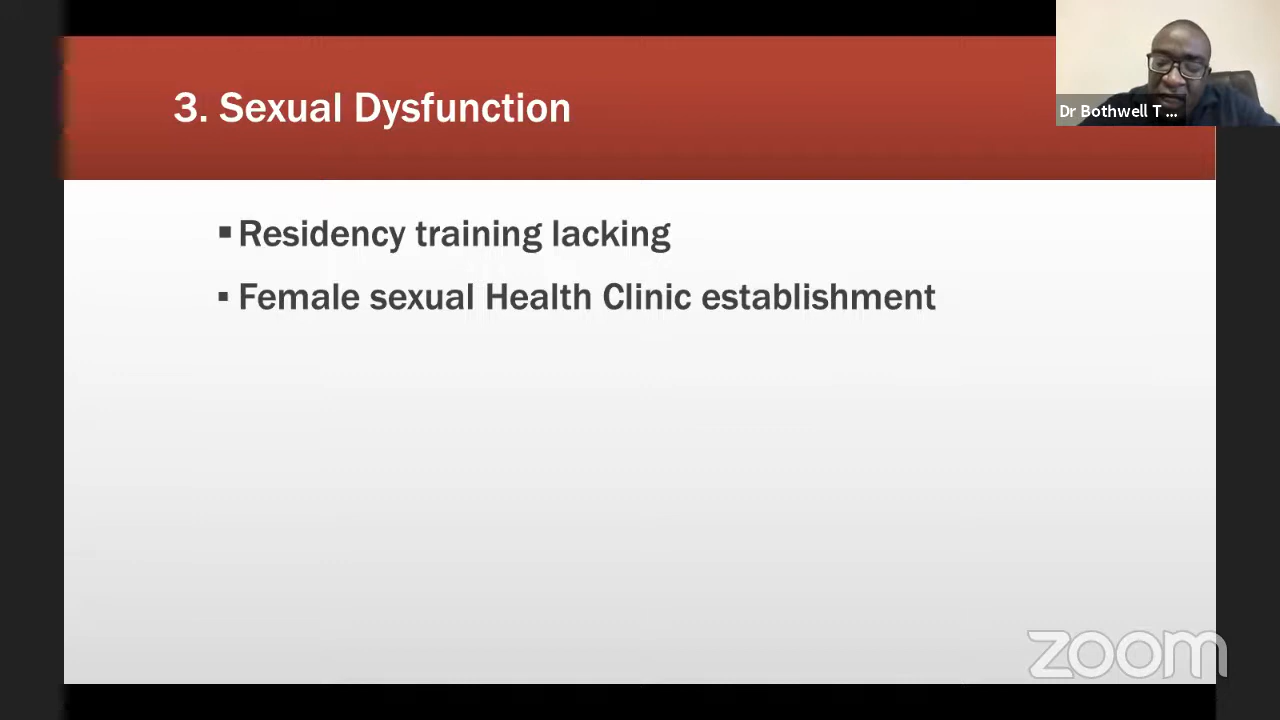 3. Sexual Dysfunction
Dr Bothwell T ...
▪ Residency training lacking
▪ Female sexual Health Clinic establishment
zoom